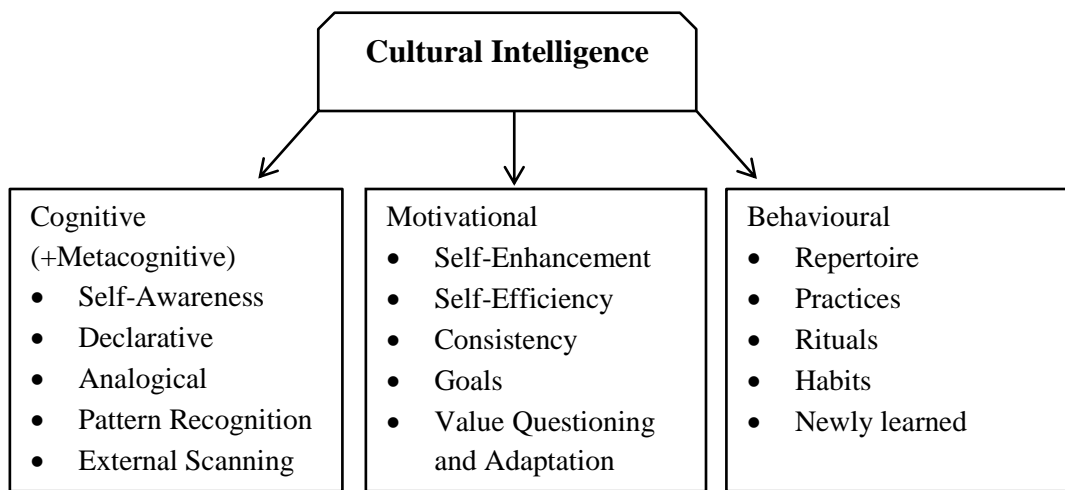 Cultural Intelligence
Cognitive
(+Metacognitive)
• Self-Awareness
• Declarative
• Analogical
• Pattern Recognition
• External Scanning
Motivational
• Self-Enhancement
• Self-Efficiency
• Consistency
• Goals
• Value Questioning
and Adaptation
Behavioural
• Repertoire
• Practices
• Rituals
• Habits
• Newly learned